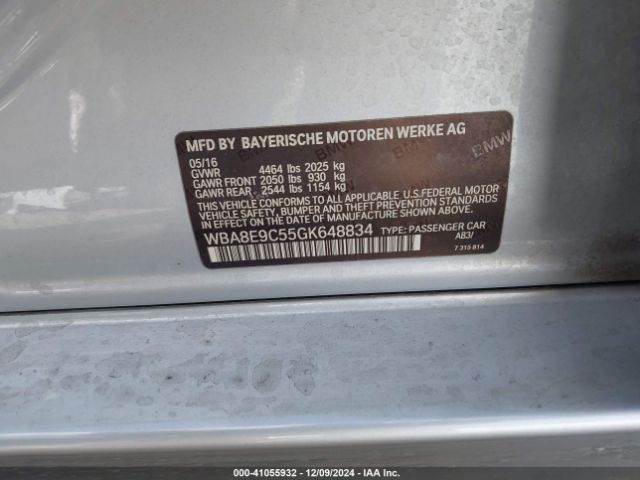 MFD BY BAYERISCHE MOTOREN WERKE AG
05/16
GVWR 4464 lbs 2025 kg
GAWR FRONT 2050 lbs 930 kg
GAWR REAR 2544 lbs 1154 kg
THIS VEHICLE CONFORMS TO ALL APPLICABLE U.S.FEDERAL MOTOR
VEHICLE SAFETY, BUMPER, AND THEFT PREVENTION STANDARDS
IN EFFECT ON THE DATE OF MANUFACTURE SHOWN ABOVE.
WBA8E9C55GK648834 TYPE: PASSENGER CAR
A83/
7 315 814
BMW
BMW
000-41055932 - 12/09/2024 - IAA Inc.